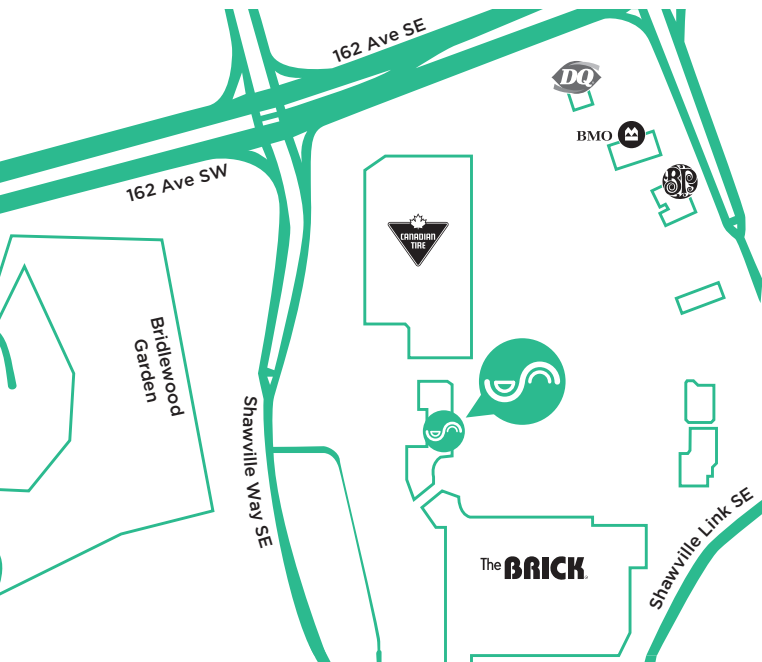 162 Ave SE
DQ
BMO
162 Ave SW
BP
CANADIAN
TIRE
Bridlewood
Garden
Shawville Way SE
Shawville Link SE
The BRICK